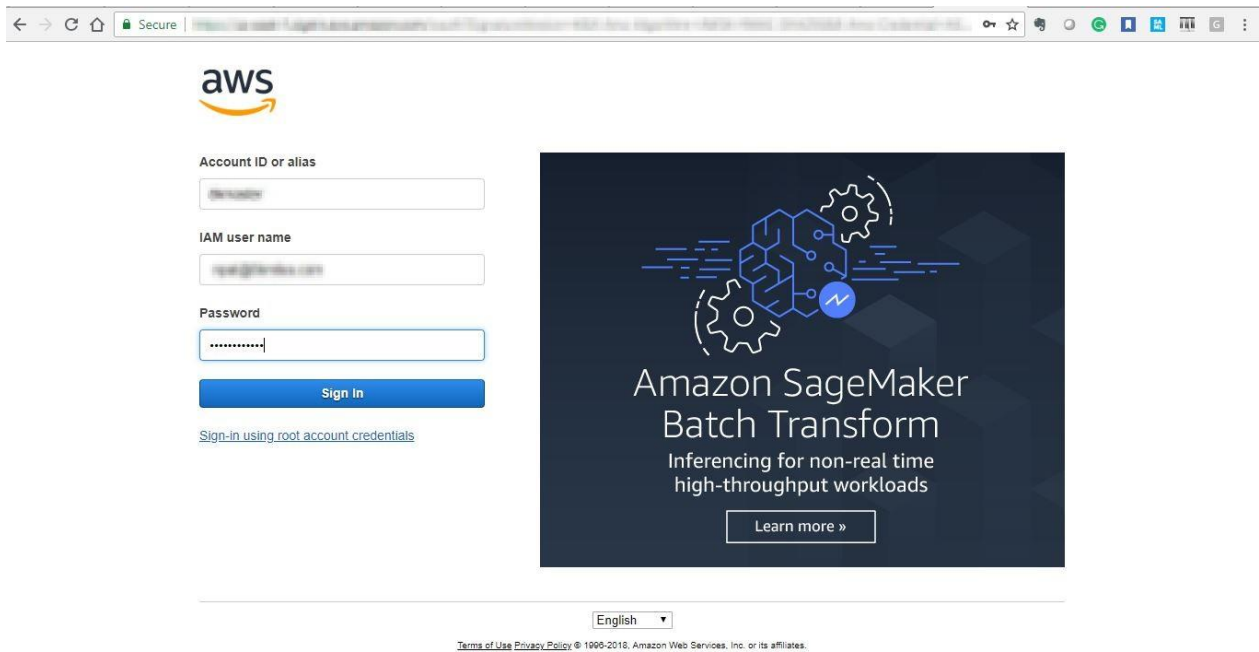 Secure
aws
Account ID or alias
IAM user name
Password
Sign In
Sign-in using root account credentials
Amazon SageMaker
Batch Transform
Inferencing for non-real time
high-throughput workloads
Learn more »
English
Terms of Use Privacy Policy © 1996-2018, Amazon Web Services, Inc. or its affiliates.